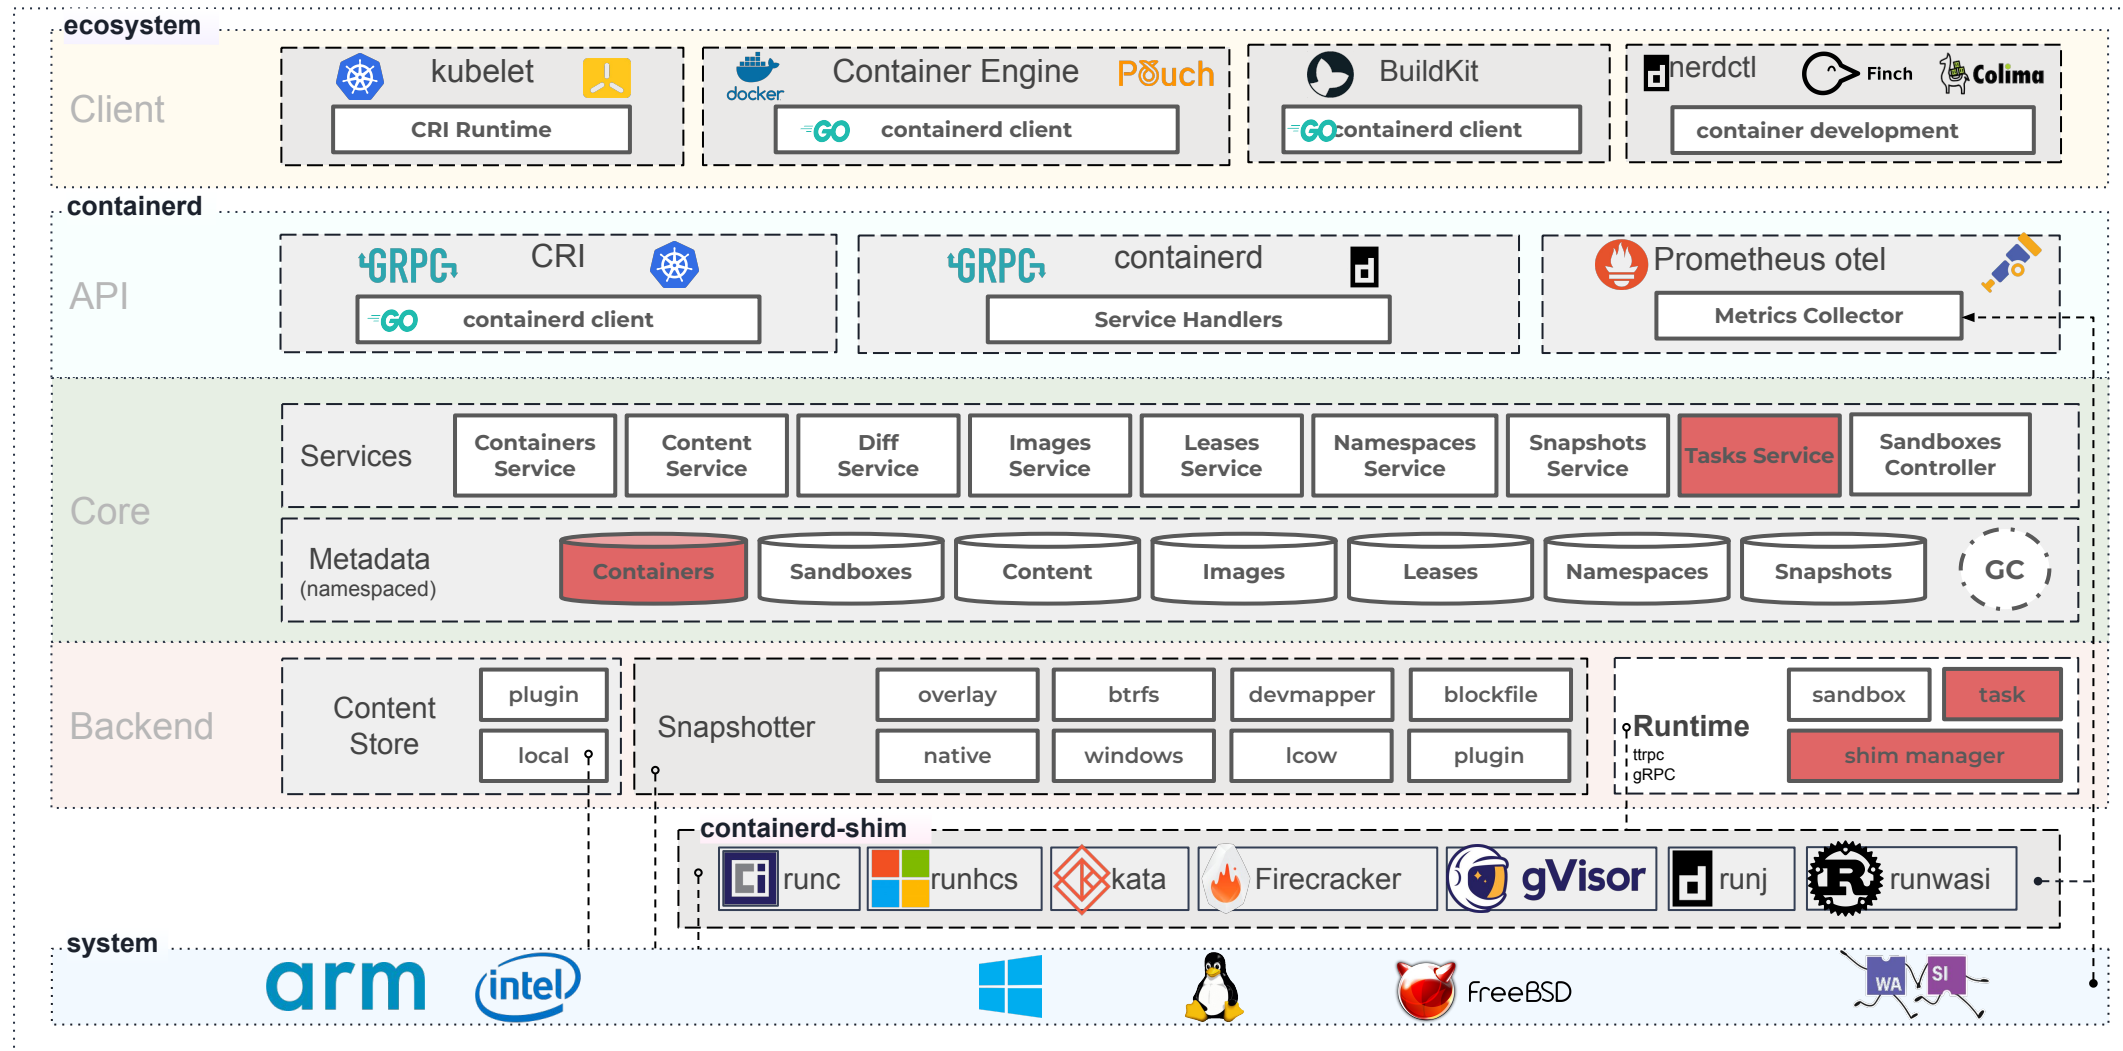 ecosystem
Client
kubelet
CRI Runtime
docker
Container Engine
Pouch
GO
containerd client
BuildKit
GO
containerd client
d
nerdctl
Finch
Colima
container development
containerd
API
GRPC
CRI
GO
containerd client
GRPC
containerd
d
Service Handlers
Prometheus otel
Metrics Collector
Core
Services
Containers
Service
Content
Service
Diff
Service
Images
Service
Leases
Service
Namespaces
Service
Snapshots
Service
Tasks Service
Sandboxes
Controller
Metadata
(namespaced)
Containers
Sandboxes
Content
Images
Leases
Namespaces
Snapshots
GC
Backend
Content
Store
plugin
local
Snapshotter
overlay
btrfs
devmapper
blockfile
native
windows
lcow
plugin
Runtime
ttrpc
gRPC
sandbox
task
shim manager
containerd-shim
runc
runhcs
kata
Firecracker
gVisor
d
runj
R
runwasi
system
arm
intel
FreeBSD
WA
SI